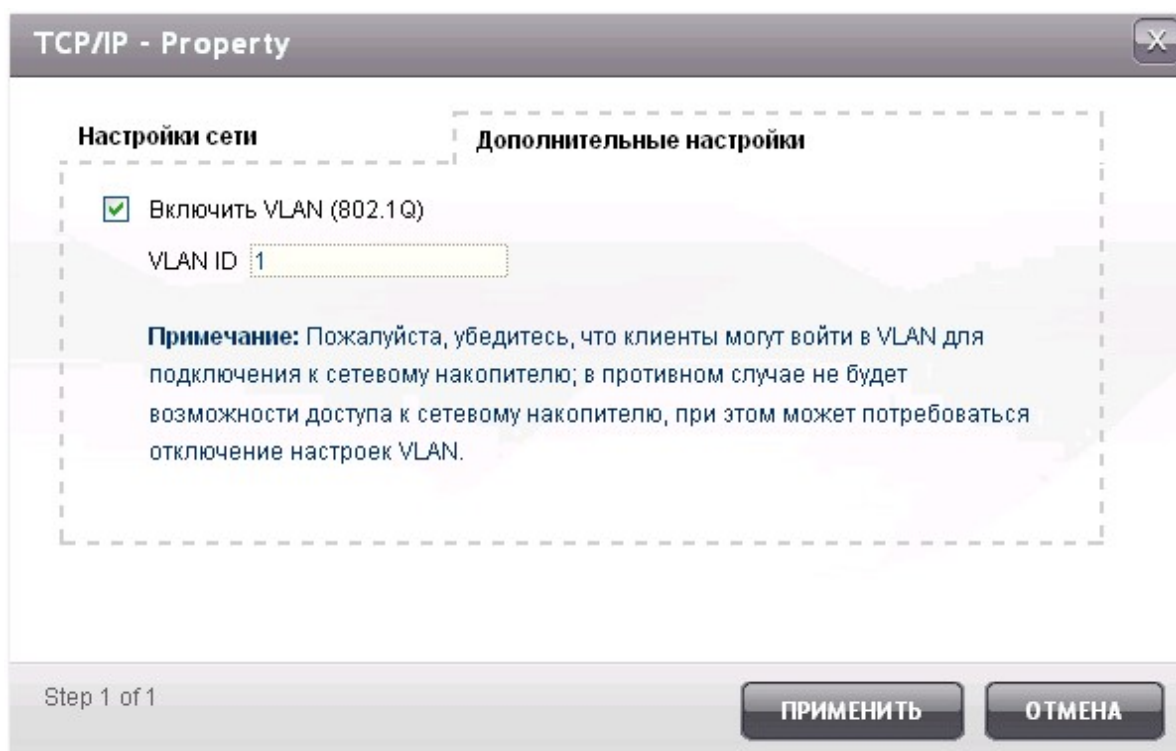 TCP/IP - Property
X
Настройки сети
Дополнительные настройки
Включить VLAN (802.1Q)
VLAN ID 1
Примечание: Пожалуйста, убедитесь, что клиенты могут войти в VLAN для
подключения к сетевому накопителю; в противном случае не будет
возможности доступа к сетевому накопителю, при этом может потребоваться
отключение настроек VLAN.
Step 1 of 1
ПРИМЕНИТЬ
ОТМЕНА